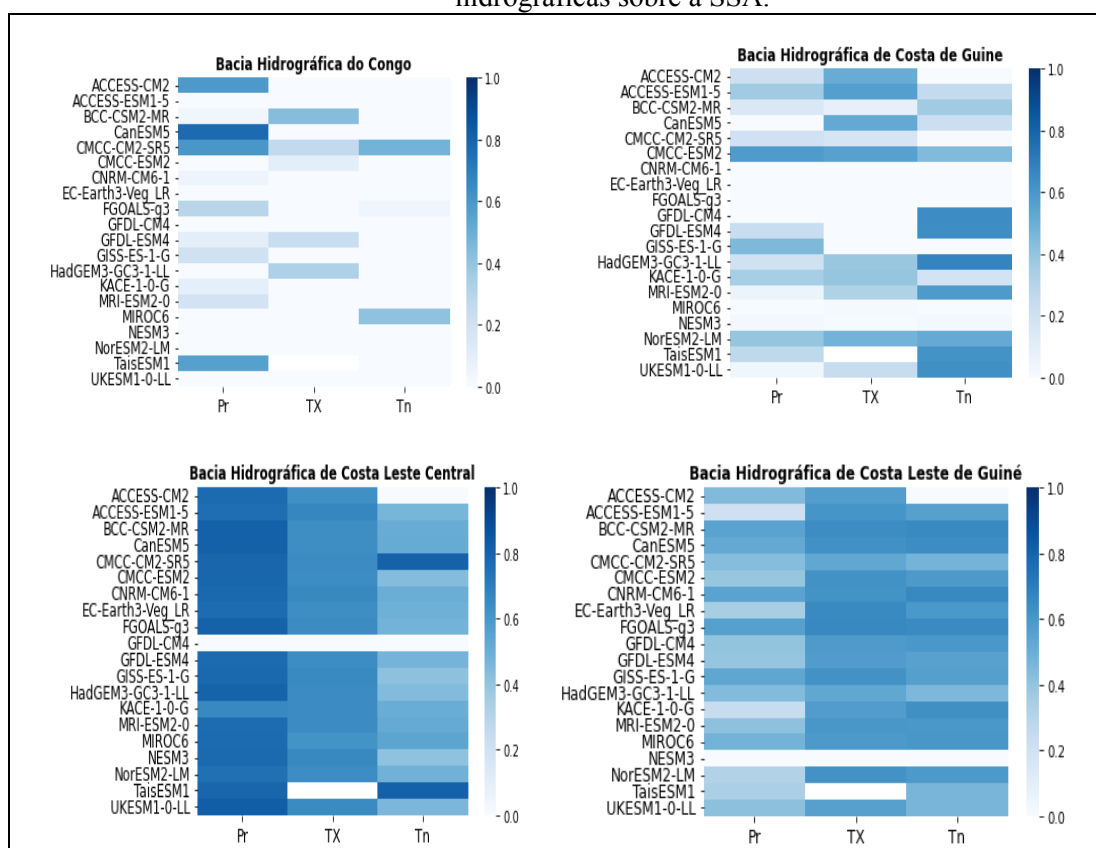 hidrográficas sobre a SSA.
Bacia Hidrográfica do Congo
ACCESS-CM2
ACCESS-ESM1-5
BCC-CSM2-MR
CanESM5
CMCC-CM2-SR5
CMCC-ESM2
CNRM-CM6-1
EC-Earth3-Veg_LR
FGOALS-g3
GFDL-CM4
GFDL-ESM4
GISS-ES-1-G
HadGEM3-GC3-1-LL
KACE-1-0-G
MRI-ESM2-0
MIROC6
NESM3
NorESM2-LM
TaisESM1
UKESM1-0-LL
Pr TX Tn
1.0
0.8
0.6
0.4
0.2
0.0
Bacia Hidrográfica de Costa de Guine
ACCESS-CM2
ACCESS-ESM1-5
BCC-CSM2-MR
CanESM5
CMCC-CM2-SR5
CMCC-ESM2
CNRM-CM6-1
EC-Earth3-Veg_LR
FGOALS-g3
GFDL-CM4
GFDL-ESM4
GISS-ES-1-G
HadGEM3-GC3-1-LL
KACE-1-0-G
MRI-ESM2-0
MIROC6
NESM3
NorESM2-LM
TaisESM1
UKESM1-0-LL
Pr TX Tn
1.0
0.8
0.6
0.4
0.2
0.0
Bacia Hidrográfica de Costa Leste Central
ACCESS-CM2
ACCESS-ESM1-5
BCC-CSM2-MR
CanESM5
CMCC-CM2-SR5
CMCC-ESM2
CNRM-CM6-1
EC-Earth3-Veg_LR
FGOALS-g3
GFDL-CM4
GFDL-ESM4
GISS-ES-1-G
HadGEM3-GC3-1-LL
KACE-1-0-G
MRI-ESM2-0
MIROC6
NESM3
NorESM2-LM
TaisESM1
UKESM1-0-LL
Pr TX Tn
1.0
0.8
0.6
0.4
0.2
0.0
Bacia Hidrográfica de Costa Leste de Guiné
ACCESS-CM2
ACCESS-ESM1-5
BCC-CSM2-MR
CanESM5
CMCC-CM2-SR5
CMCC-ESM2
CNRM-CM6-1
EC-Earth3-Veg_LR
FGOALS-g3
GFDL-CM4
GFDL-ESM4
GISS-ES-1-G
HadGEM3-GC3-1-LL
KACE-1-0-G
MRI-ESM2-0
MIROC6
NESM3
NorESM2-LM
TaisESM1
UKESM1-0-LL
Pr TX Tn
1.0
0.8
0.6
0.4
0.2
0.0